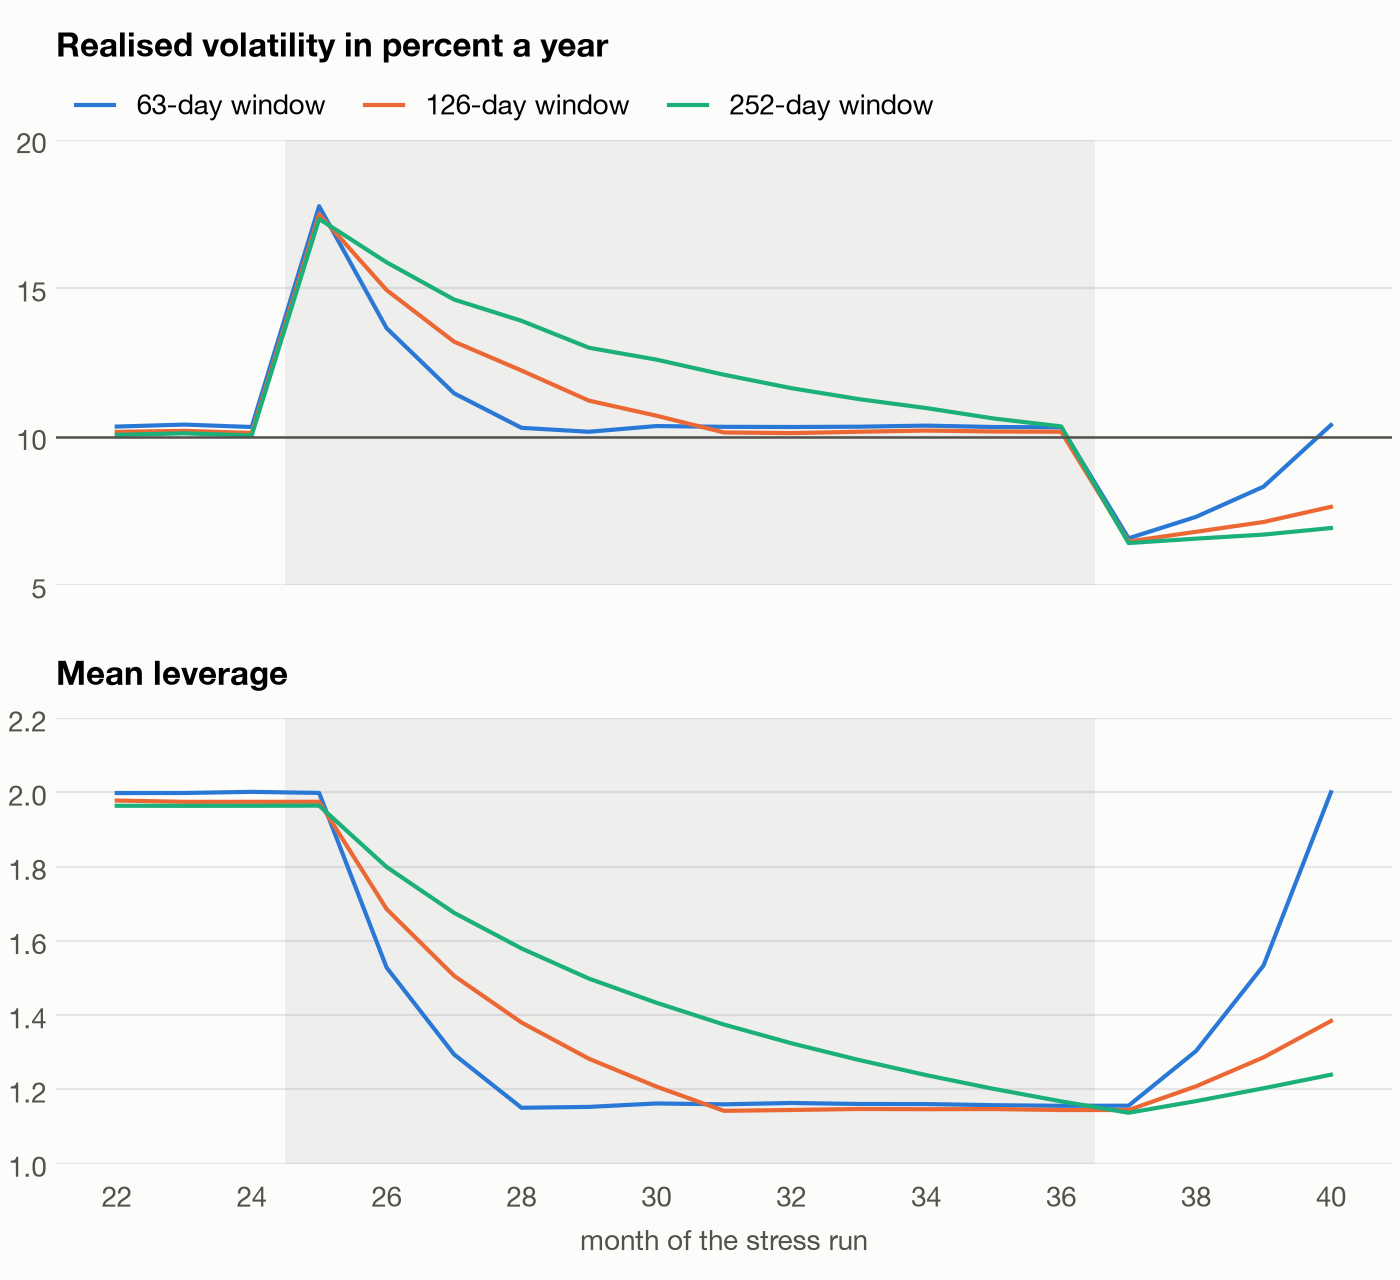 Realised volatility in percent a year
63-day window 126-day window 252-day window
20
15
10
5
Mean leverage
2.2
2.0
1.8
1.6
1.4
1.2
1.0
22 24 26 28 30 32 34 36 38 40
month of the stress run